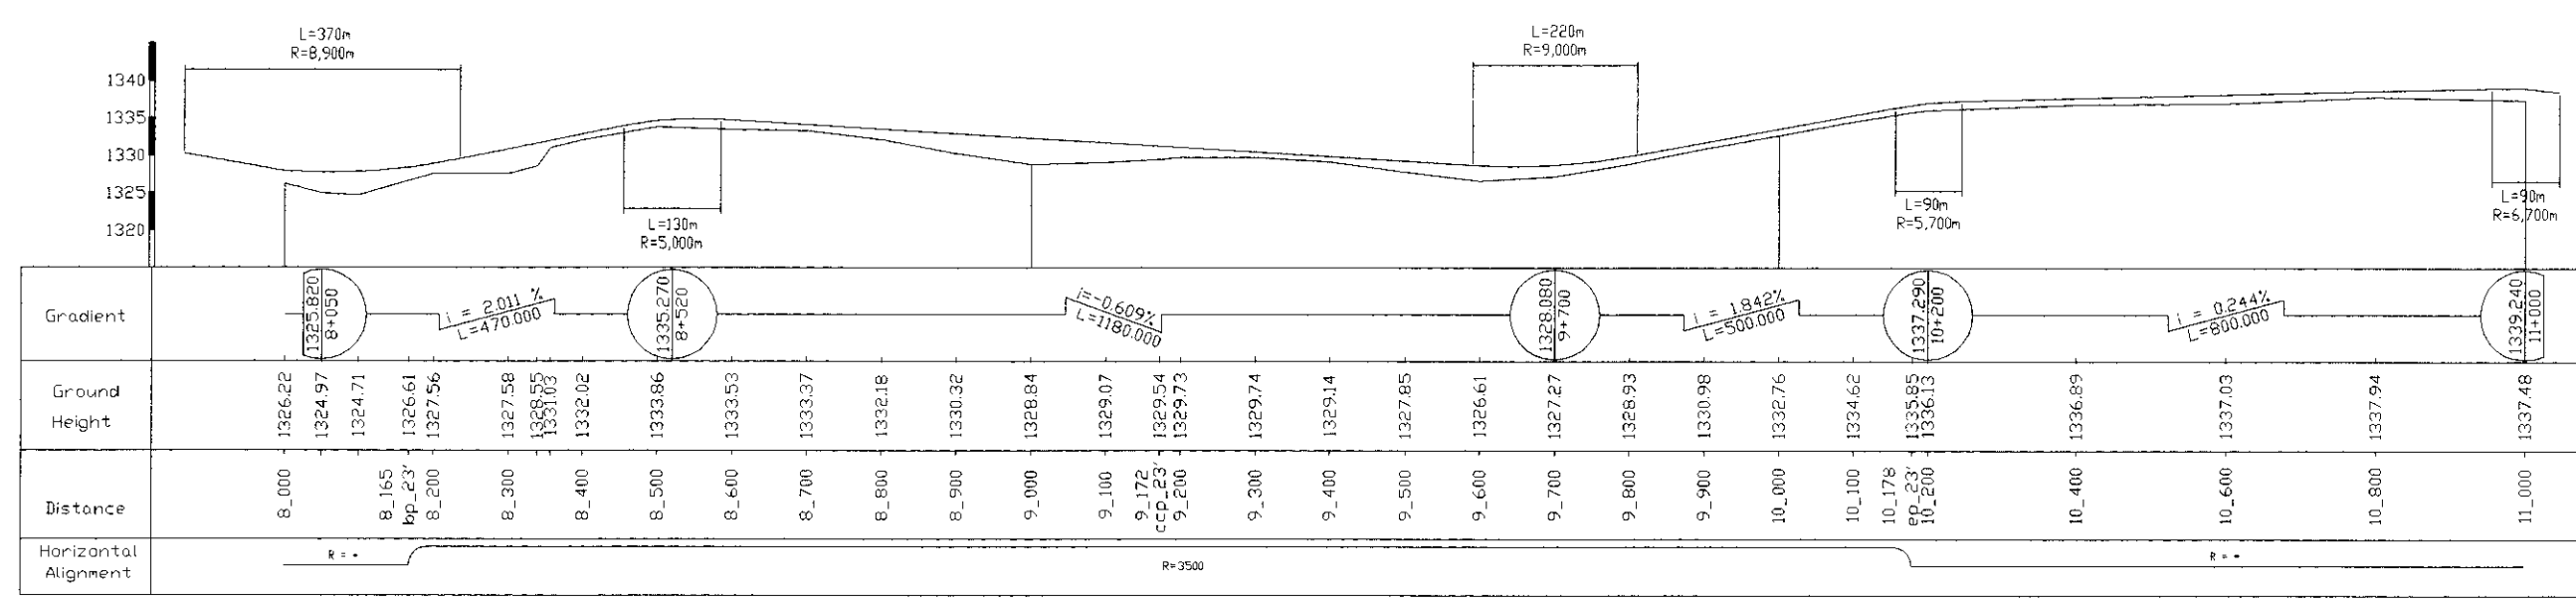 L=370m
R=8,900m
L=220m
R=9,000m
1340
1335
1330
1325
1320
L=130m
R=5,000m
L=90m
R=5,700m
L=90m
R=6,700m
Gradient
1325.820
8+050
i = 2.011 %
L=470.000
1335.270
8+520
i=-0.609%
L=1180.000
1328.080
9+700
i = 1.842%
L=500.000
1337.290
10+200
i = 0.244%
L=800.000
1339.240
11+000
Ground
Height
1326.22
1324.97
1324.71
1326.61
1327.56
1327.58
1328.55
1331.03
1332.02
1333.86
1333.53
1333.37
1332.18
1330.32
1328.84
1329.07
1329.54
1329.73
1329.74
1329.14
1327.85
1326.61
1327.27
1328.93
1330.98
1332.76
1334.62
1335.85
1336.13
1336.89
1337.03
1337.94
1337.48
Distance
8_000
8_165
bp_23'
8_200
8_300
8_400
8_500
8_600
8_700
8_800
8_900
9_000
9_100
9_172
ccp_23'
9_200
9_300
9_400
9_500
9_600
9_700
9_800
9_900
10_000
10_100
10_178
ep_23'
10_200
10_400
10_600
10_800
11_000
Horizontal
Alignment
R =
R=3500
R =